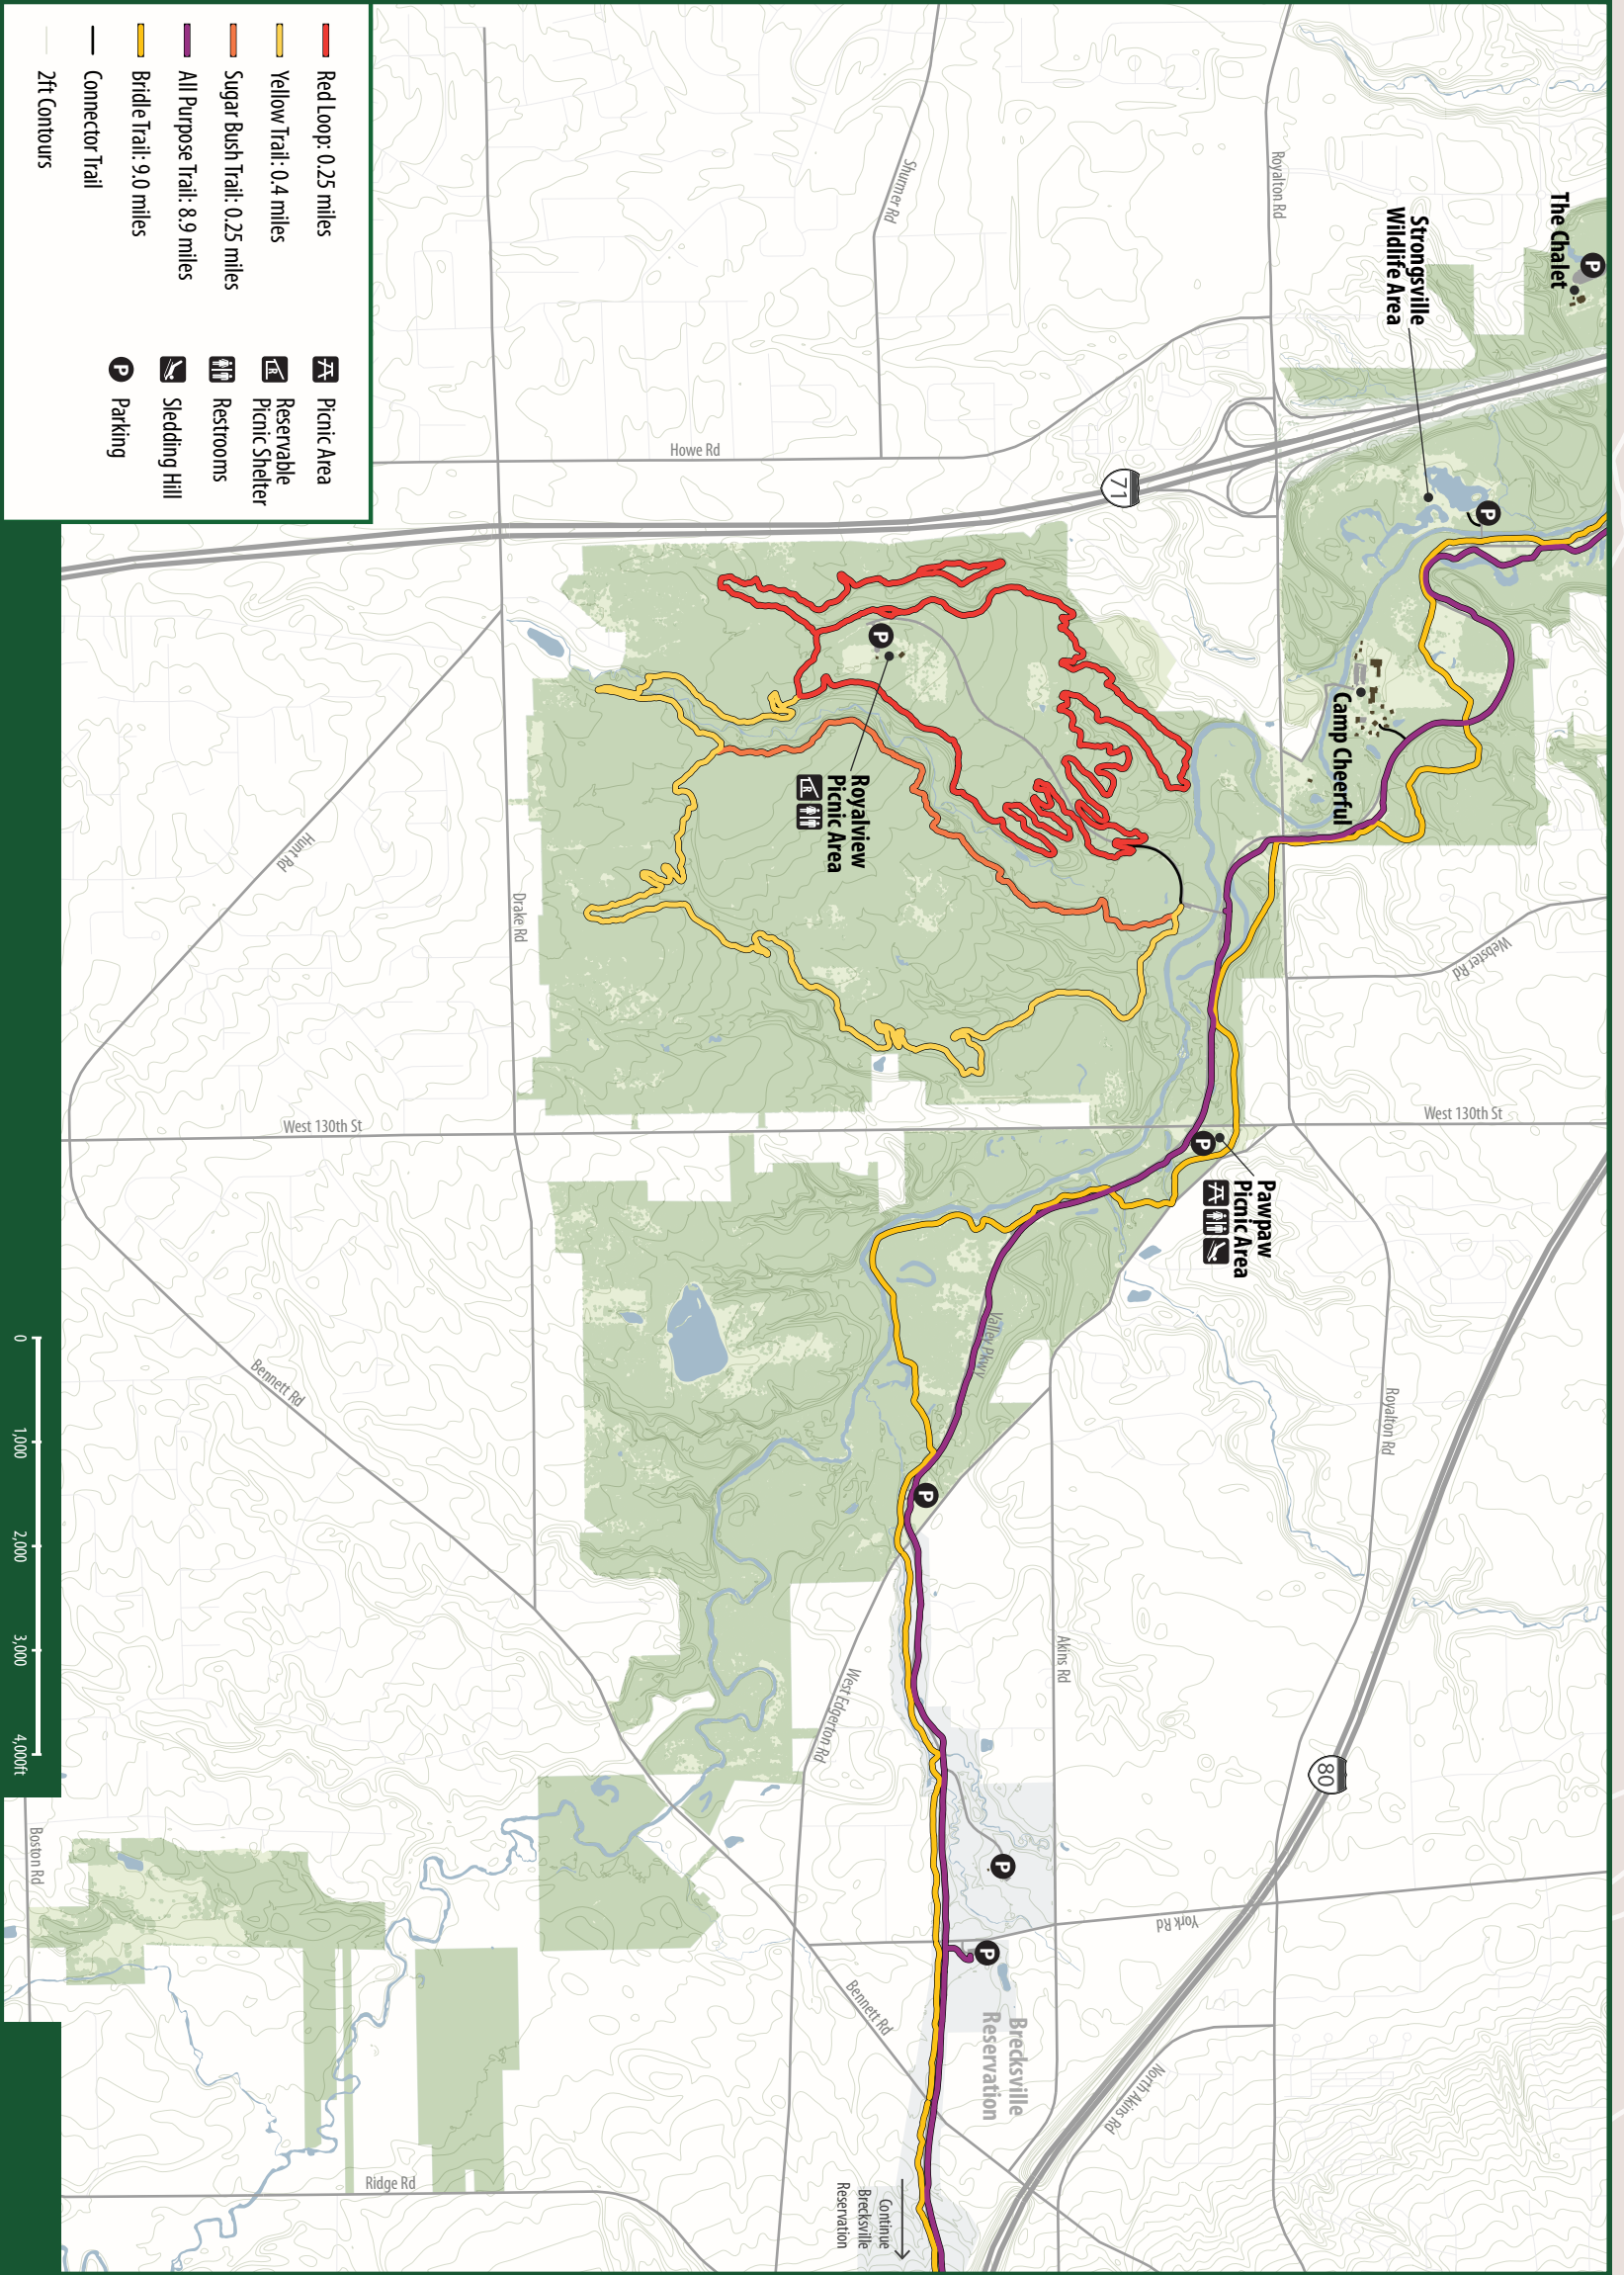 The Chalet
P
Strongsville
Wildlife Area
P
Royalton Rd
Shurmer Rd
Howe Rd
71
Camp Cheerful
Webster Rd
P
Royalview
Picnic Area
R
Hunt Rd
Drake Rd
West 130th St
West 130th St
P
Pawpaw
Picnic Area
Valley Pkwy
Royalton Rd
Bennett Rd
P
Akins Rd
West Edgerton Rd
80
P
York Rd
P
Brecksville
Reservation
Bennett Rd
North Akins Rd
Boston Rd
Ridge Rd
Continue
Brecksville
Reservation
Red Loop: 0.25 miles
Yellow Trail: 0.4 miles
Sugar Bush Trail: 0.25 miles
All Purpose Trail: 8.9 miles
Bridle Trail: 9.0 miles
Connector Trail
2ft Contours
Picnic Area
R
Reservable
Picnic Shelter
Restrooms
Sledding Hill
P Parking
0 1,000 2,000 3,000 4,000ft